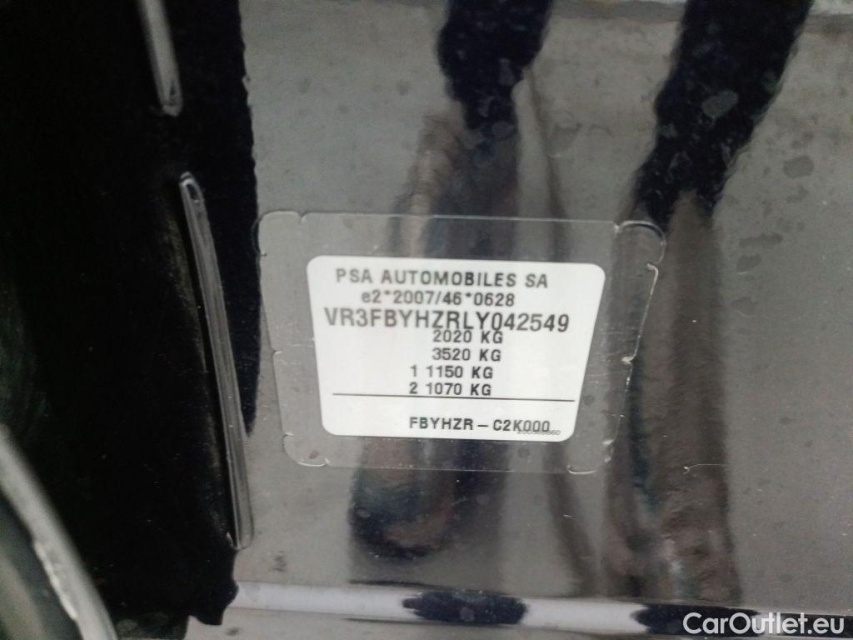 PSA AUTOMOBILES SA
e2*2007/46*0628
VR3FBYHZRLY042549
2020 KG
3520 KG
1 1150 KG
2 1070 KG
FBYHZR-C2K000
CarOutlet.eu